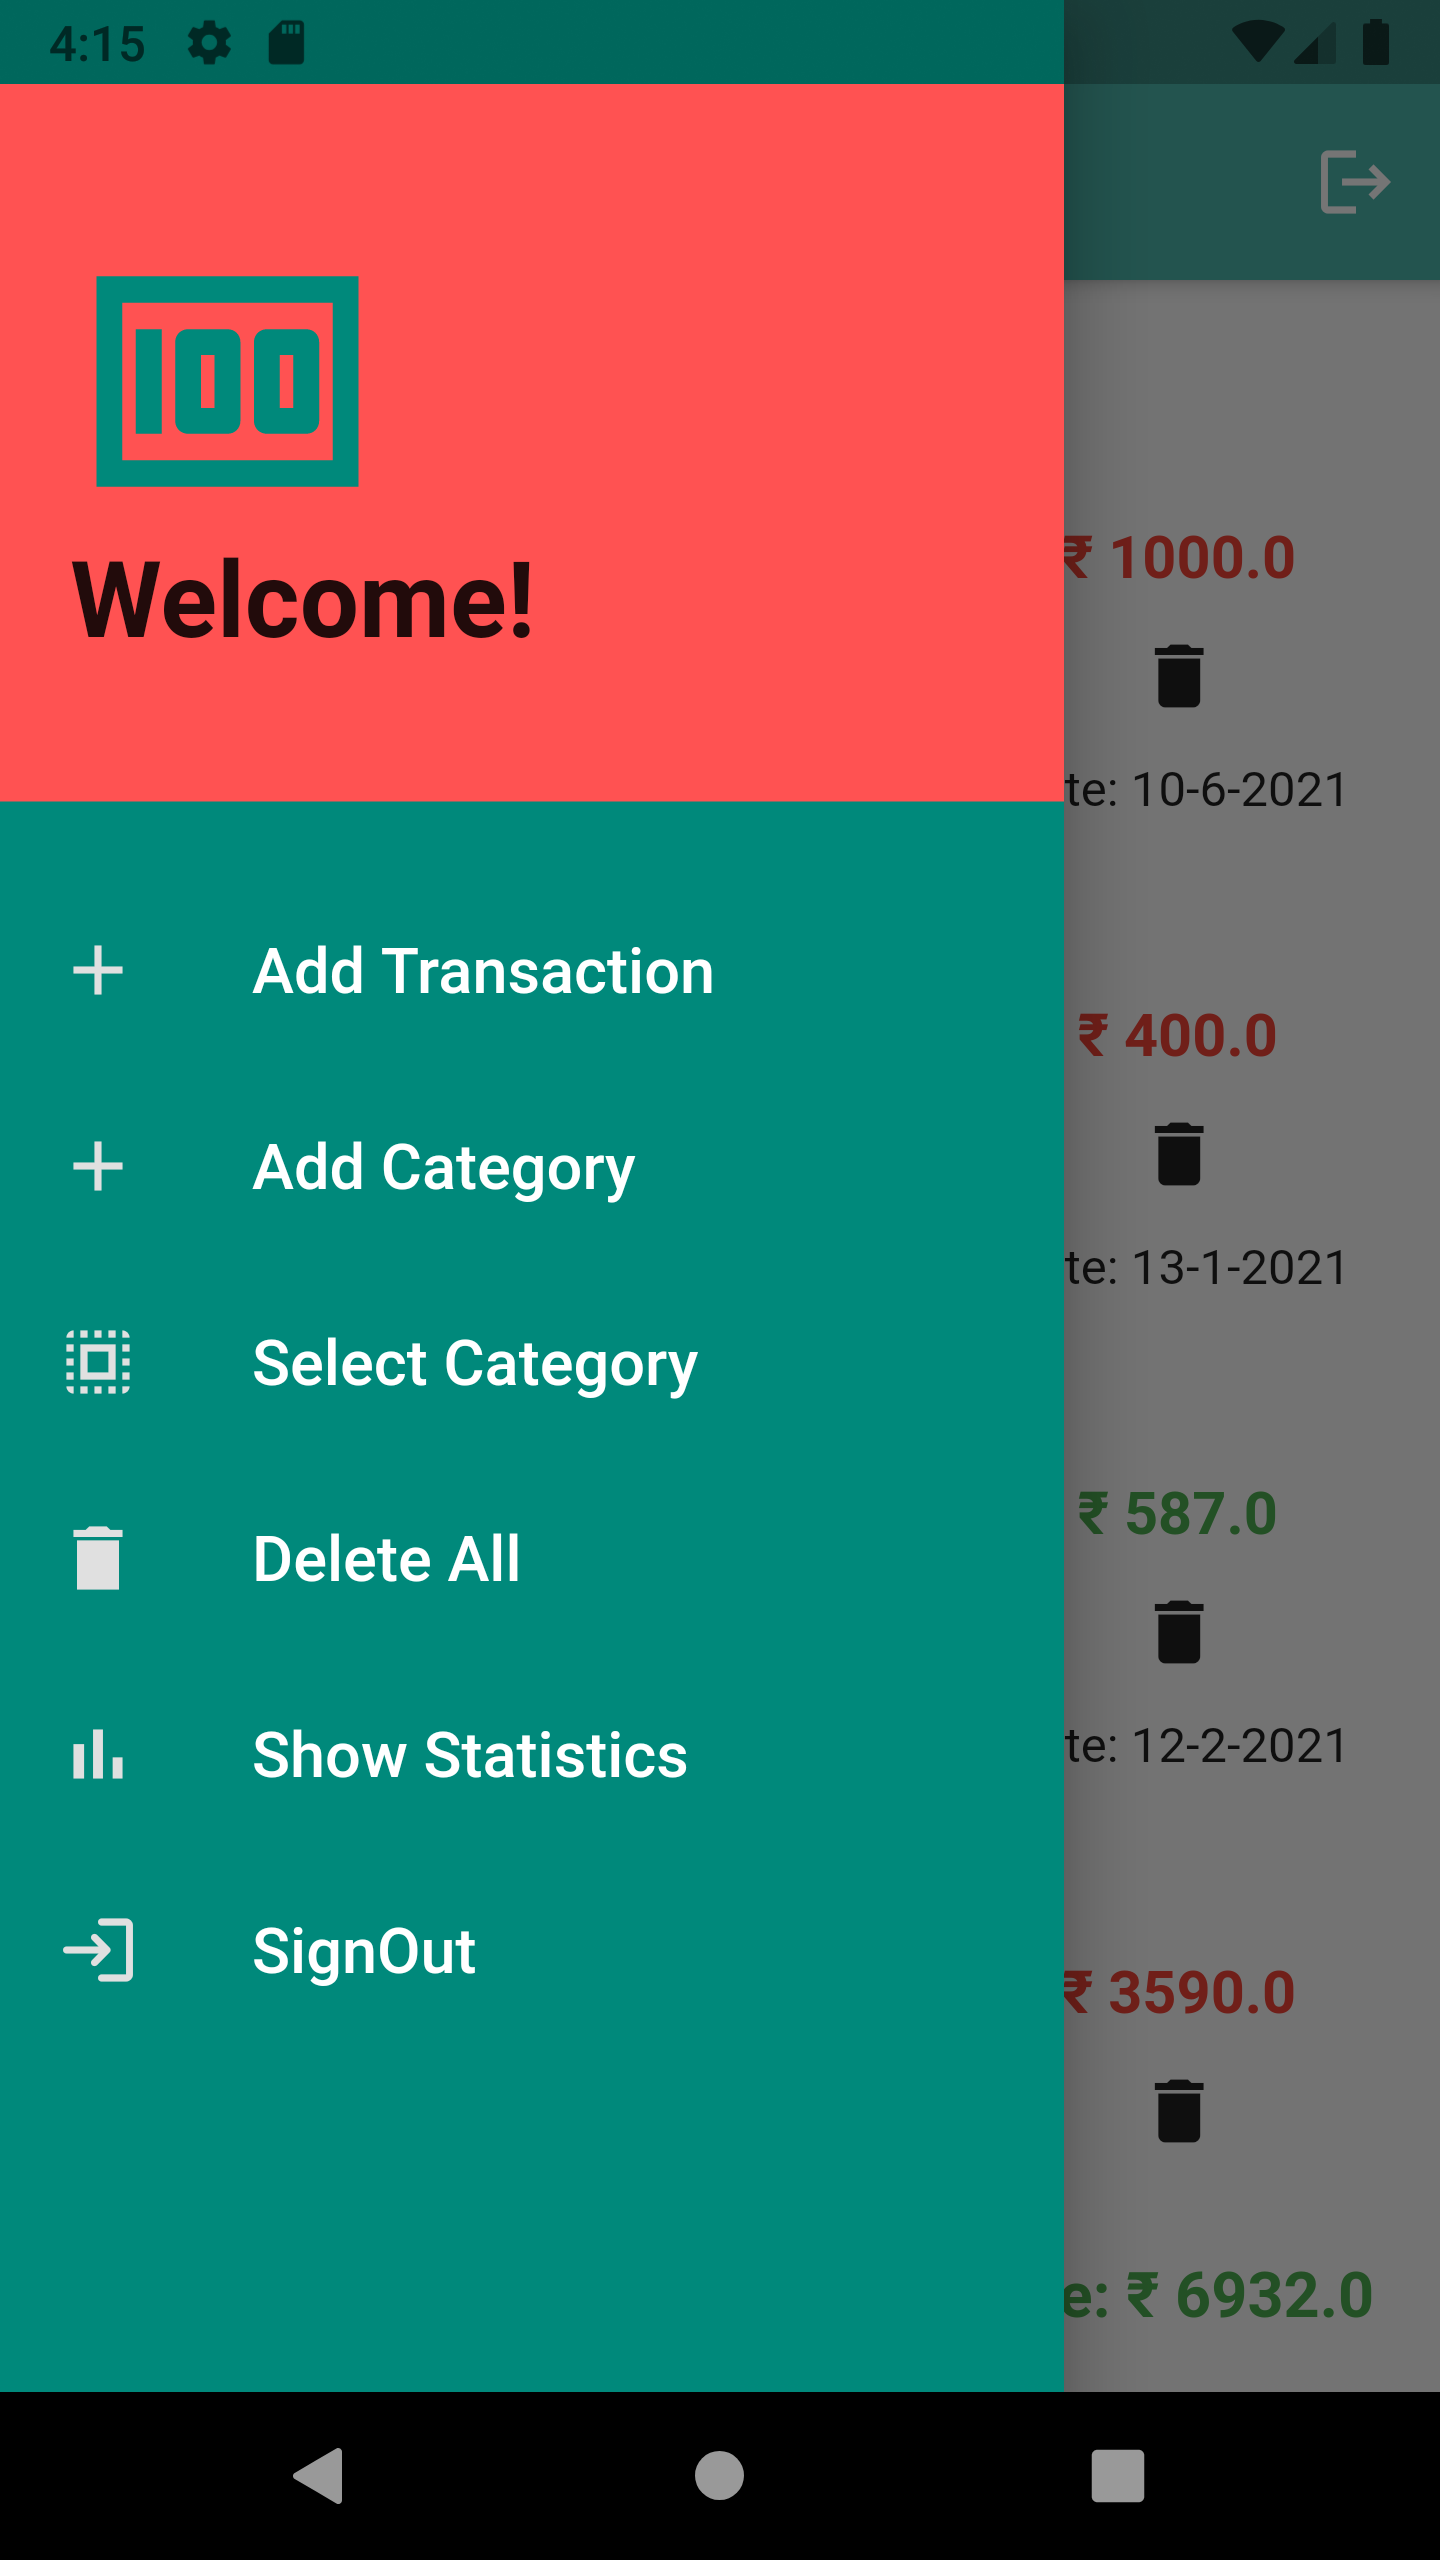 4:15
100
Welcome!
₹ 1000.0
te: 10-6-2021
Add Transaction
₹ 400.0
Add Category
te: 13-1-2021
Select Category
₹ 587.0
Delete All
te: 12-2-2021
Show Statistics
SignOut
₹ 3590.0
e: ₹ 6932.0